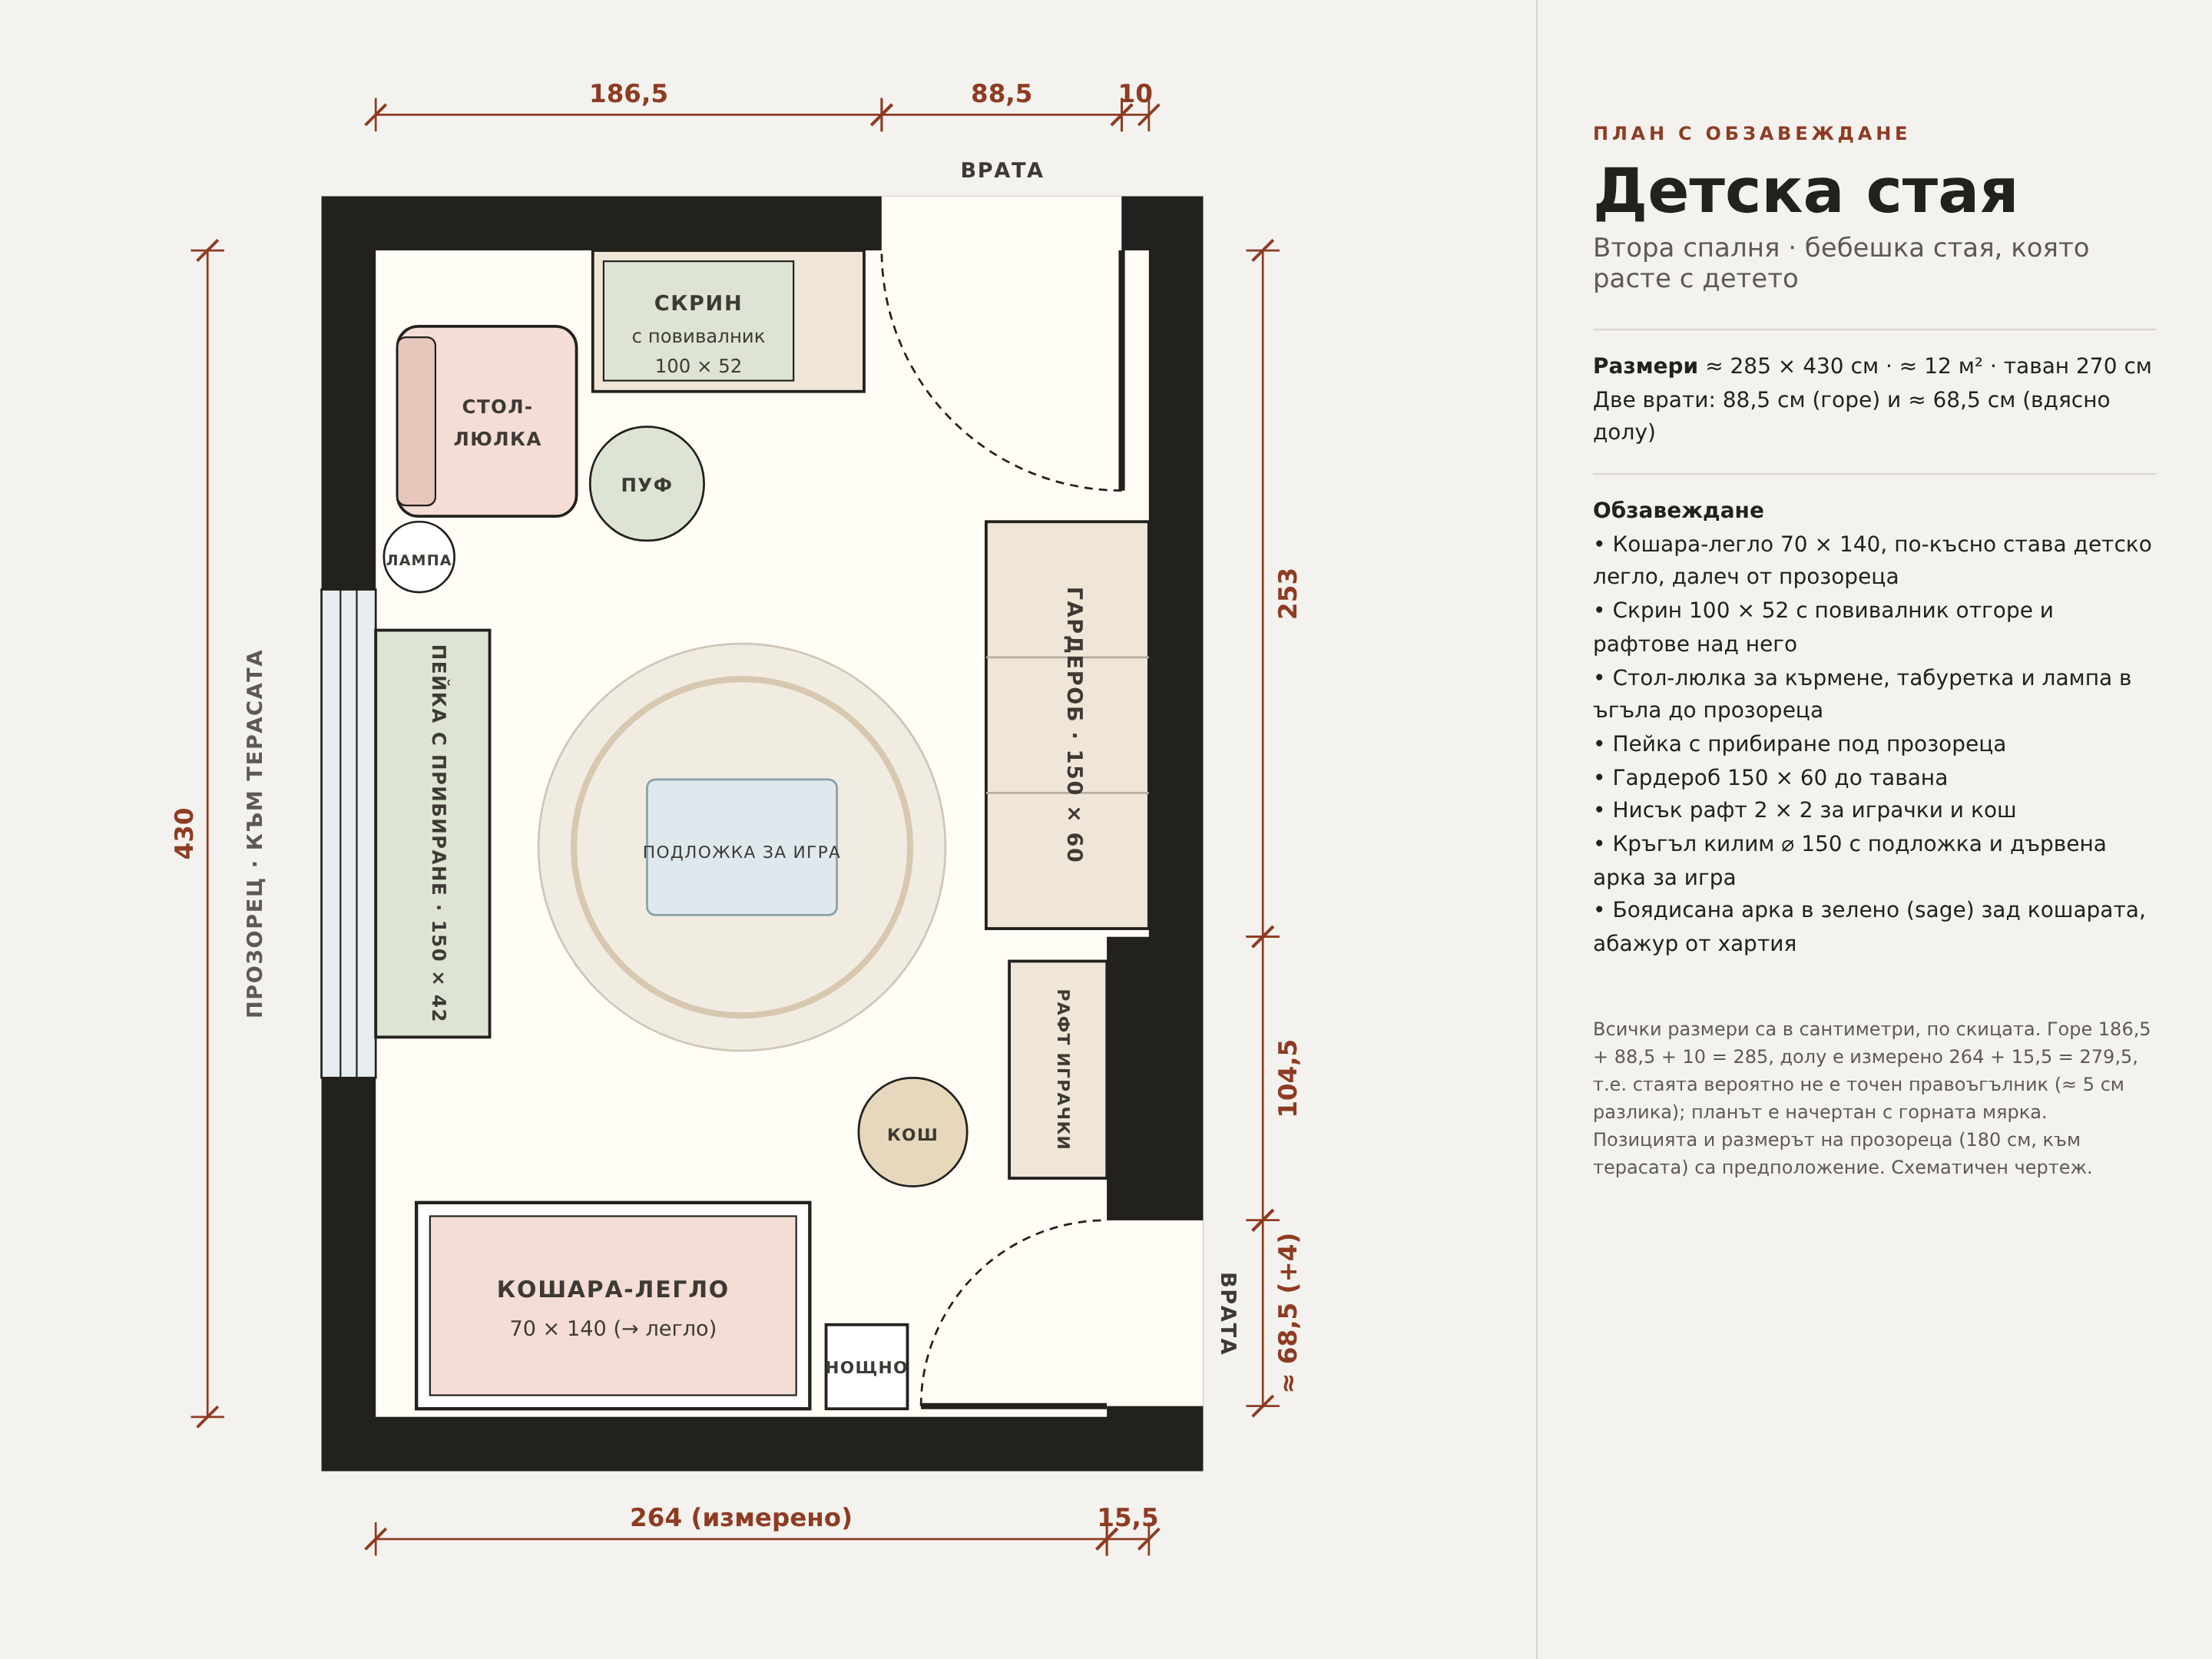 186,5
88,5
10
ВРАТА
СКРИН
с повивалник
100 × 52
СТОЛ-
ЛЮЛКА
ПУФ
ЛАМПА
ГАРДЕРОБ · 150 × 60
253
ПРОЗОРЕЦ · КЪМ ТЕРАСАТА
430
ПЕЙКА С ПРИБИРАНЕ · 150 × 42
ПОДЛОЖКА ЗА ИГРА
РАФТ ИГРАЧКИ
104,5
КОШ
КОШАРА-ЛЕГЛО
70 × 140 (→ легло)
НОЩНО
ВРАТА
≈ 68,5 (+4)
264 (измерено)
15,5
ПЛАН С ОБЗАВЕЖДАНЕ
Детска стая
Втора спалня · бебешка стая, която
расте с детето
Размери ≈ 285 × 430 см · ≈ 12 м² · таван 270 см
Две врати: 88,5 см (горе) и ≈ 68,5 см (вдясно
долу)
Обзавеждане
• Кошара-легло 70 × 140, по-късно става детско
легло, далеч от прозореца
• Скрин 100 × 52 с повивалник отгоре и
рафтове над него
• Стол-люлка за кърмене, табуретка и лампа в
ъгъла до прозореца
• Пейка с прибиране под прозореца
• Гардероб 150 × 60 до тавана
• Нисък рафт 2 × 2 за играчки и кош
• Кръгъл килим ⌀ 150 с подложка и дървена
арка за игра
• Боядисана арка в зелено (sage) зад кошарата,
абажур от хартия
Всички размери са в сантиметри, по скицата. Горе 186,5
+ 88,5 + 10 = 285, долу е измерено 264 + 15,5 = 279,5,
т.е. стаята вероятно не е точен правоъгълник (≈ 5 см
разлика); планът е начертан с горната мярка.
Позицията и размерът на прозореца (180 см, към
терасата) са предположение. Схематичен чертеж.